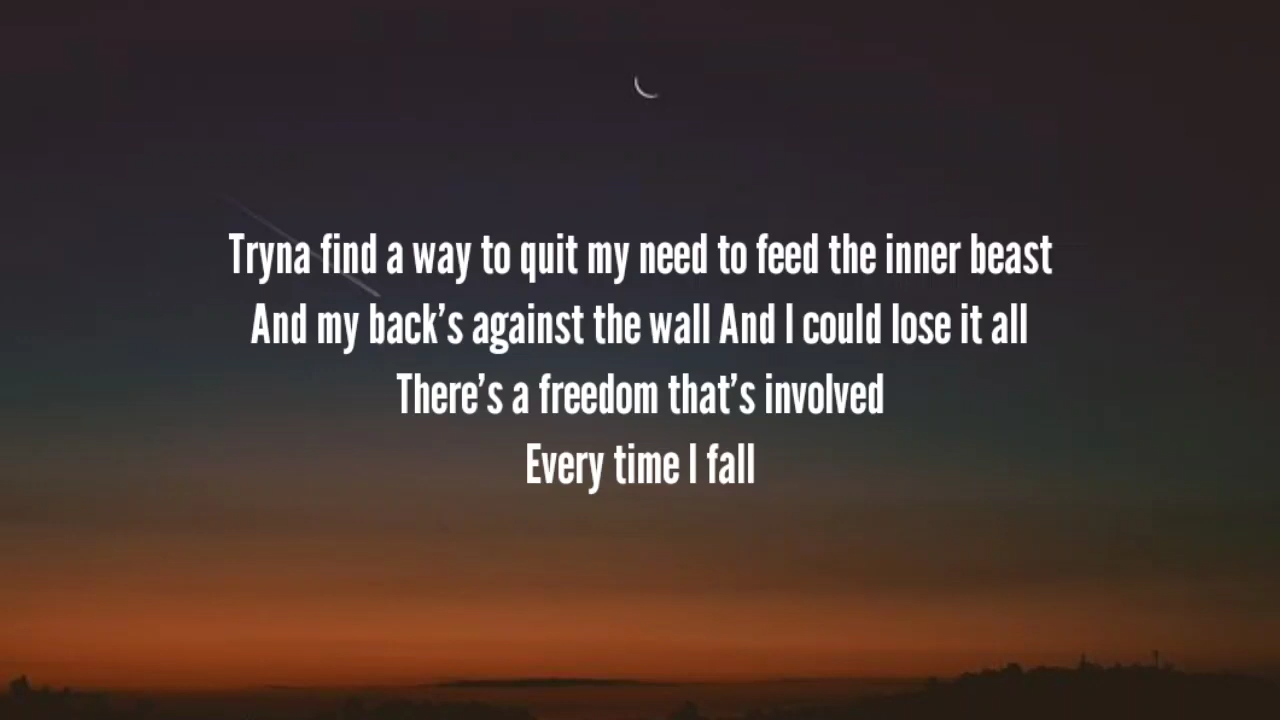 Tryna find a way to quit my need to feed the inner beast
And my back’s against the wall And I could lose it all
There’s a freedom that’s involved
Every time I fall